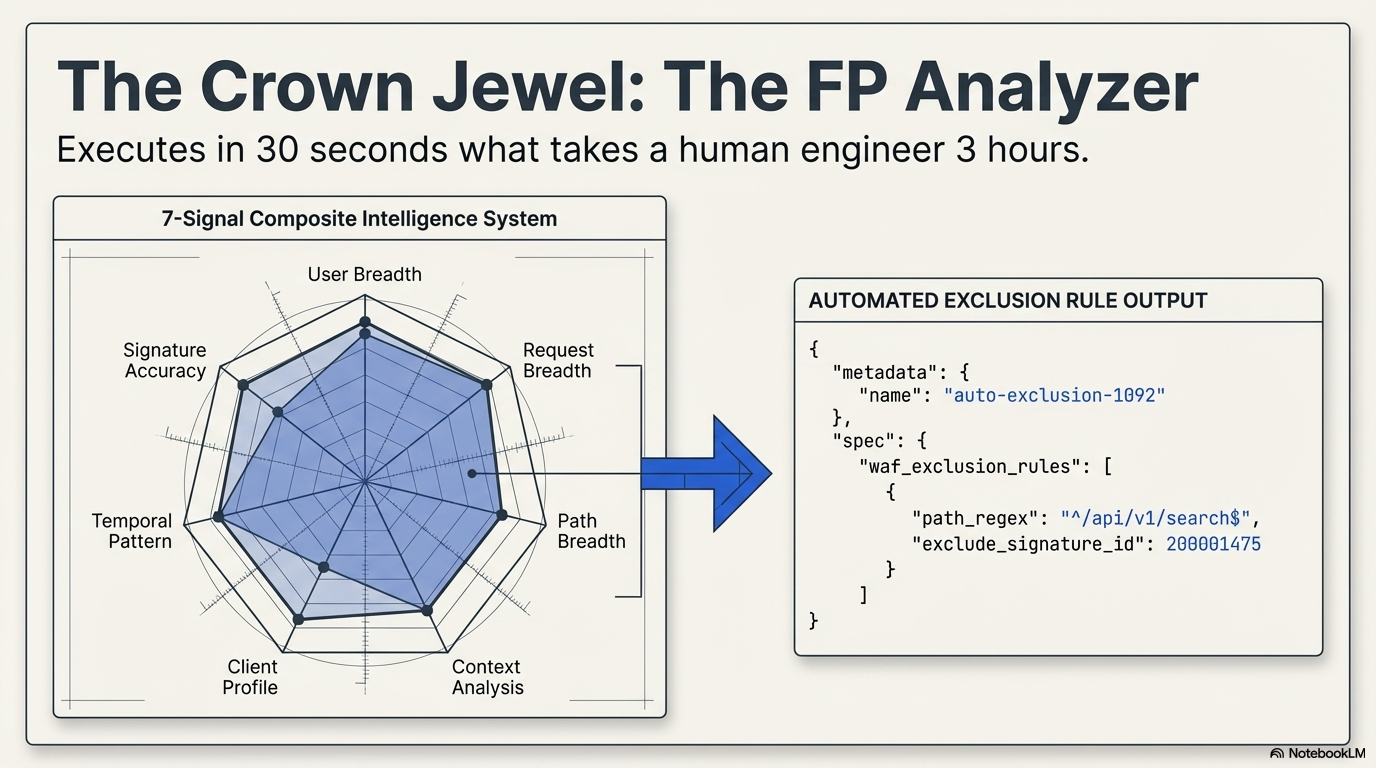 The Crown Jewel: The FP Analyzer
Executes in 30 seconds what takes a human engineer 3 hours.
7-Signal Composite Intelligence System
User Breadth
Signature
Accuracy
Request
Breadth
Temporal
Pattern
Path
Breadth
Client
Profile
Context
Analysis
AUTOMATED EXCLUSION RULE OUTPUT
{
"metadata": {
"name": "auto-exclusion-1092"
},
"spec": {
"waf_exclusion_rules": [
{
"path_regex": "^/api/v1/search$",
"exclude_signature_id": 200001475
}
]
}
NotebookLM